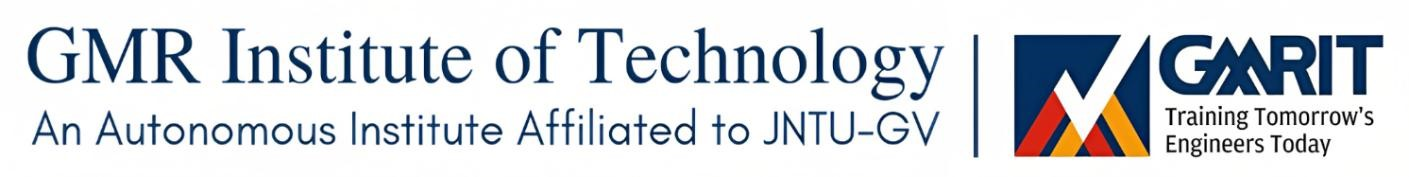 GMR Institute of Technology
An Autonomous Institute Affiliated to JNTU-GV
GMRIT
Training Tomorrow's
Engineers Today